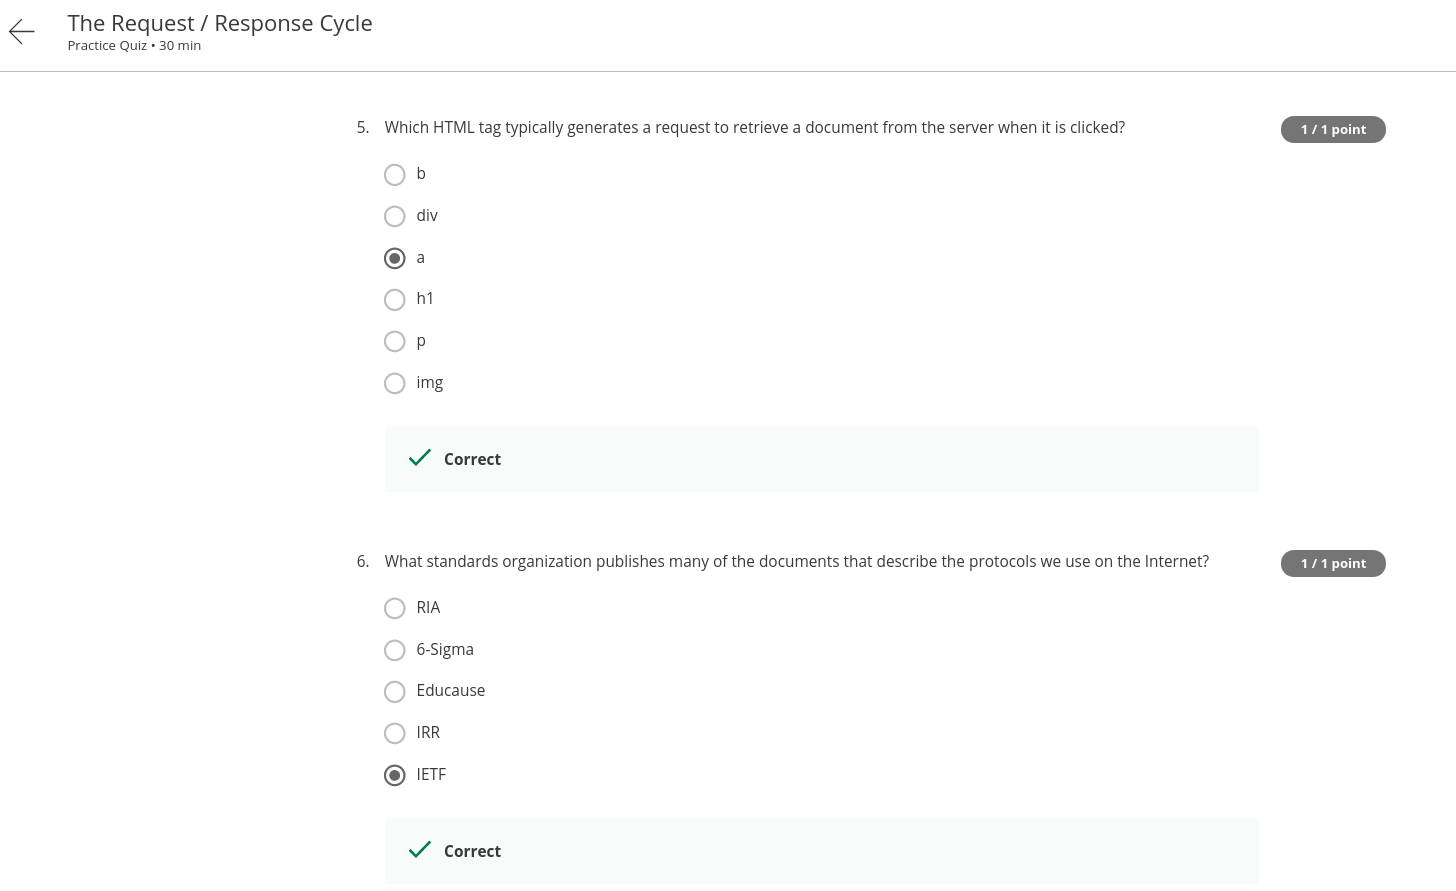 The Request / Response Cycle
Practice Quiz • 30 min
5. Which HTML tag typically generates a request to retrieve a document from the server when it is clicked?
1 / 1 point
b
div
a
h1
p
img
Correct
6. What standards organization publishes many of the documents that describe the protocols we use on the Internet?
1 / 1 point
RIA
6-Sigma
Educause
IRR
IETF
Correct